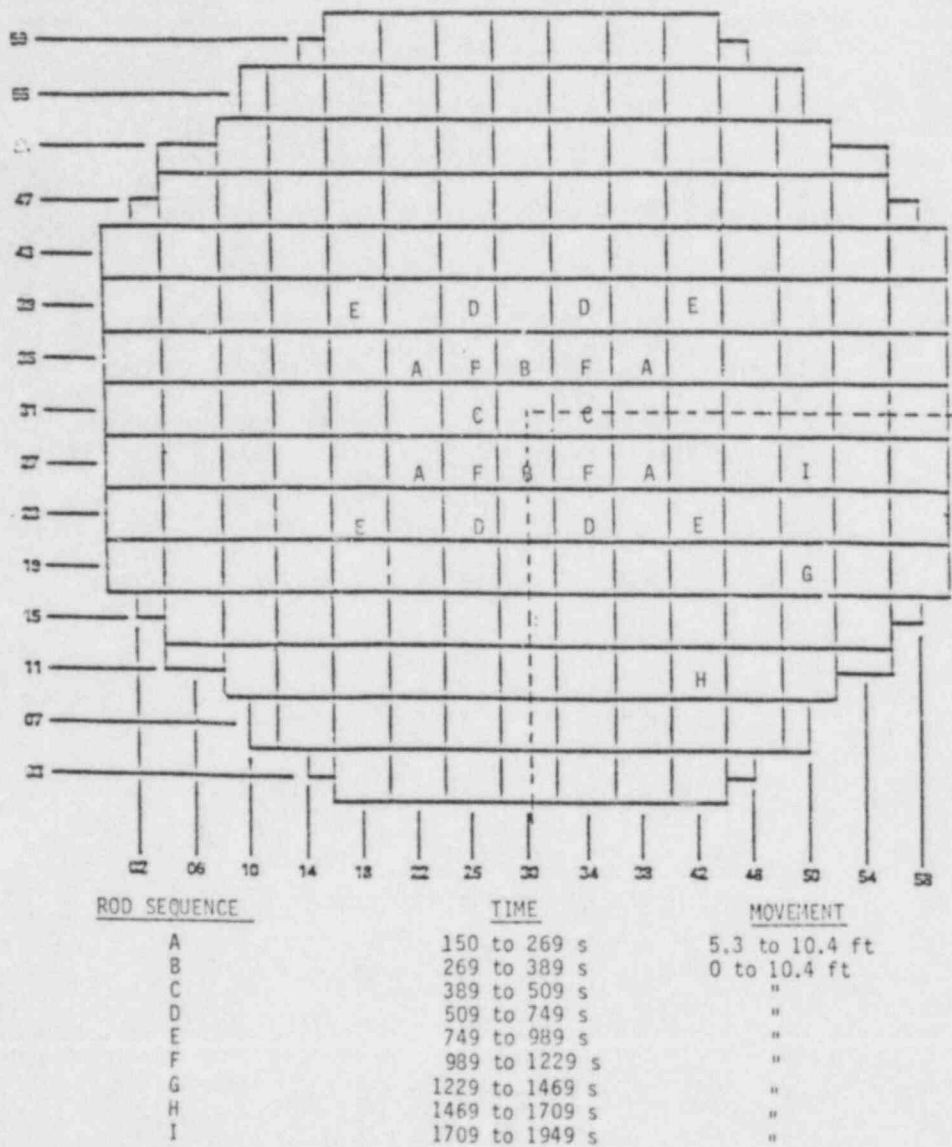 47
43
E D D E
A F B F A
31 C C
27 A F B F A I
23 E D D E
19 G
15
11 H
07
02 06 10 14 18 22 30 34 38 42 50 54 58
ROD SEQUENCE TIME MOVEMENT
A 150 to 269 s 5.3 to 10.4 ft
B 269 to 389 s 0 to 10.4 ft
C 389 to 509 s "
D 509 to 749 s "
E 749 to 989 s "
F 989 to 1229 s "
G 1229 to 1469 s "
H 1469 to 1709 s "
I 1709 to 1949 s "